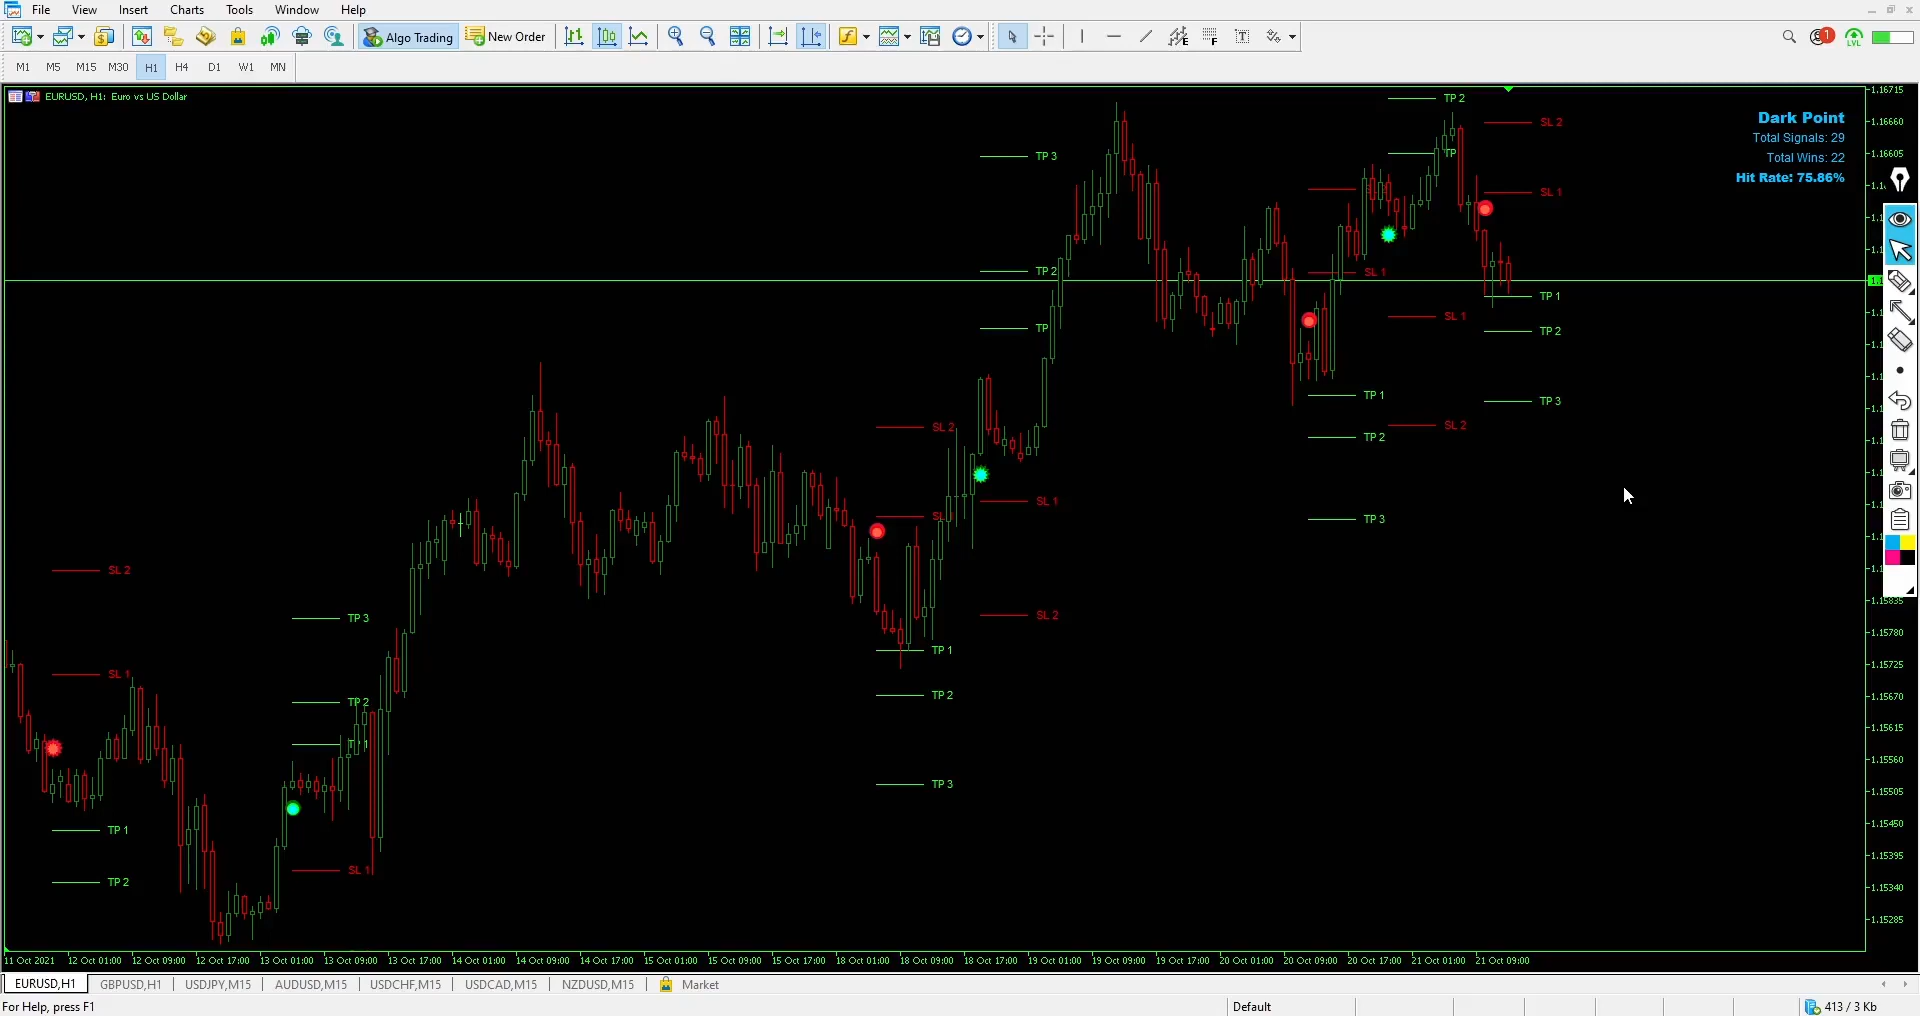 File View Insert Charts Tools Window Help
Algo Trading New Order
M1 M5 M15 M30 H1 H4 D1 W1 MN
LVL
1
EURUSD, H1: Euro vs US Dollar
Dark Point
Total Signals: 29
Total Wins: 22
Hit Rate: 75.86%
TP 2
SL 2
TP
TP 3
SL 1
TP 2
SL 1
TP 1
SL 1
TP
TP 2
TP 1
TP 3
SL 2
SL 2
TP 2
SL 1
TP 3
SL 2
TP 3
SL 2
TP 1
SL 1
TP 2
TP 2
TP 3
TP 1
SL 1
TP 2
1.16715
1.16660
1.16605
1.15835
1.15780
1.15725
1.15670
1.15615
1.15560
1.15505
1.15450
1.15395
1.15340
1.15285
11 Oct 2021 12 Oct 01:00 12 Oct 09:00 12 Oct 17:00 13 Oct 01:00 13 Oct 09:00 13 Oct 17:00 14 Oct 01:00 14 Oct 09:00 14 Oct 17:00 15 Oct 01:00 15 Oct 09:00 15 Oct 17:00 18 Oct 01:00 18 Oct 09:00 18 Oct 17:00 19 Oct 01:00 19 Oct 09:00 19 Oct 17:00 20 Oct 01:00 20 Oct 09:00 20 Oct 17:00 21 Oct 01:00 21 Oct 09:00
EURUSD,H1 GBPUSD,H1 USDJPY,M15 AUDUSD,M15 USDCHF,M15 USDCAD,M15 NZDUSD,M15 Market
For Help, press F1 Default 413 / 3 Kb